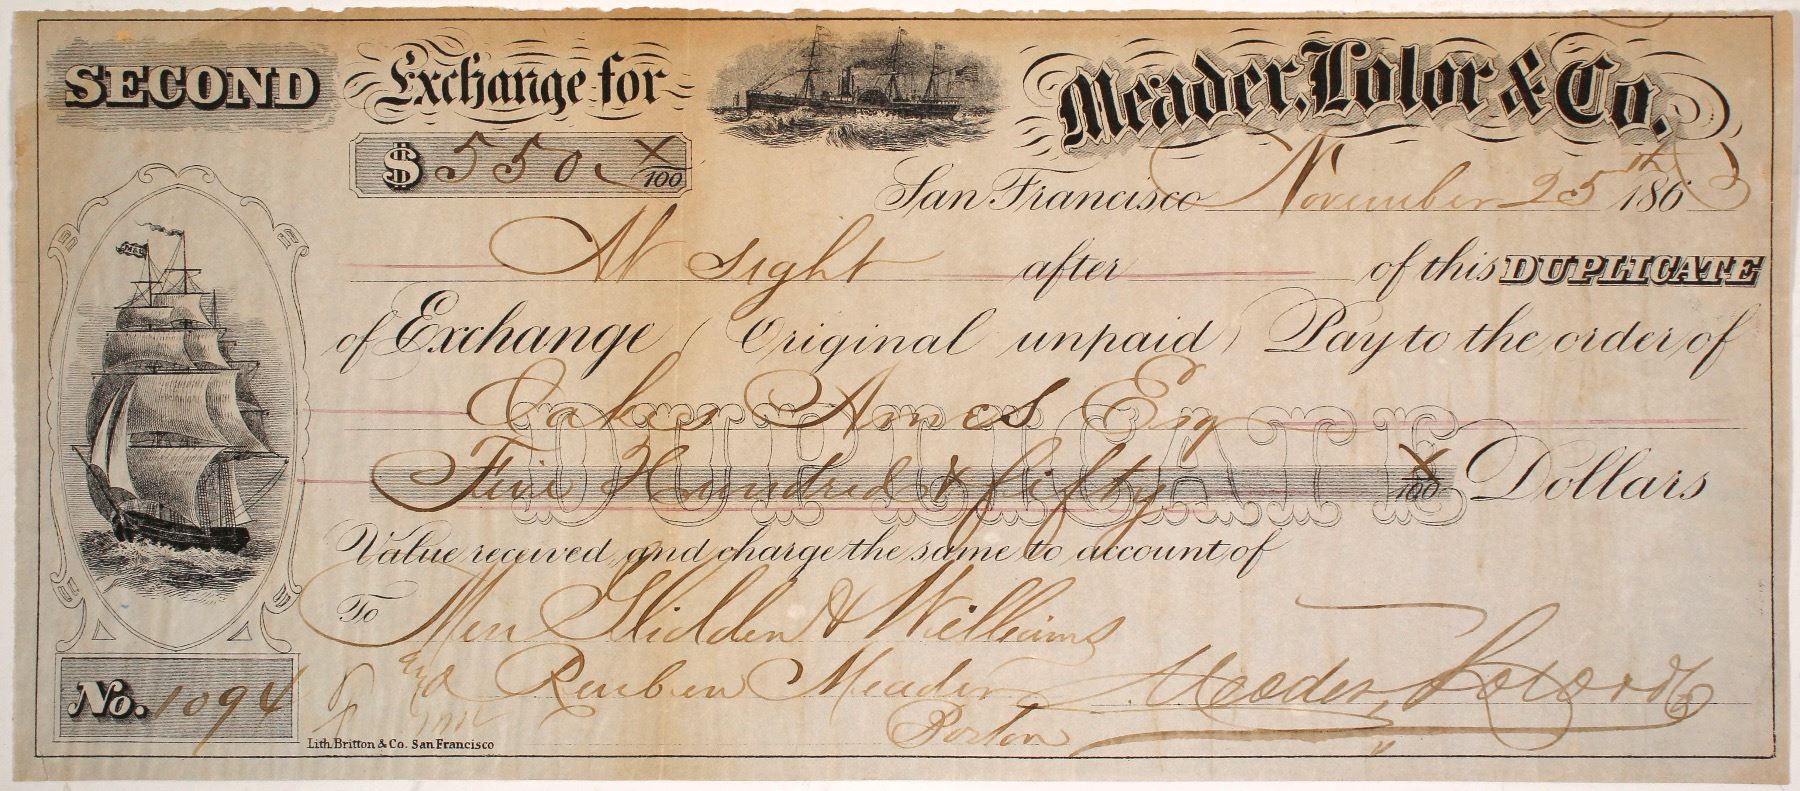 SECOND Exchange for Meader, Lolor & Co.
$ 550 X/100
San Francisco November 25th 1863
At sight after of this DUPLICATE
of Exchange (Original unpaid) Pay to the order of
Oakes Ames Esq
DUPLICATE
Five Hundred & fifty X/100 Dollars
Value received, and charge the same to account of
To Mess Glidden & Williams
and Reuben Meader Meader, Lolor & Co
Boston
No. 1094
Lith. Britton & Co. San Francisco